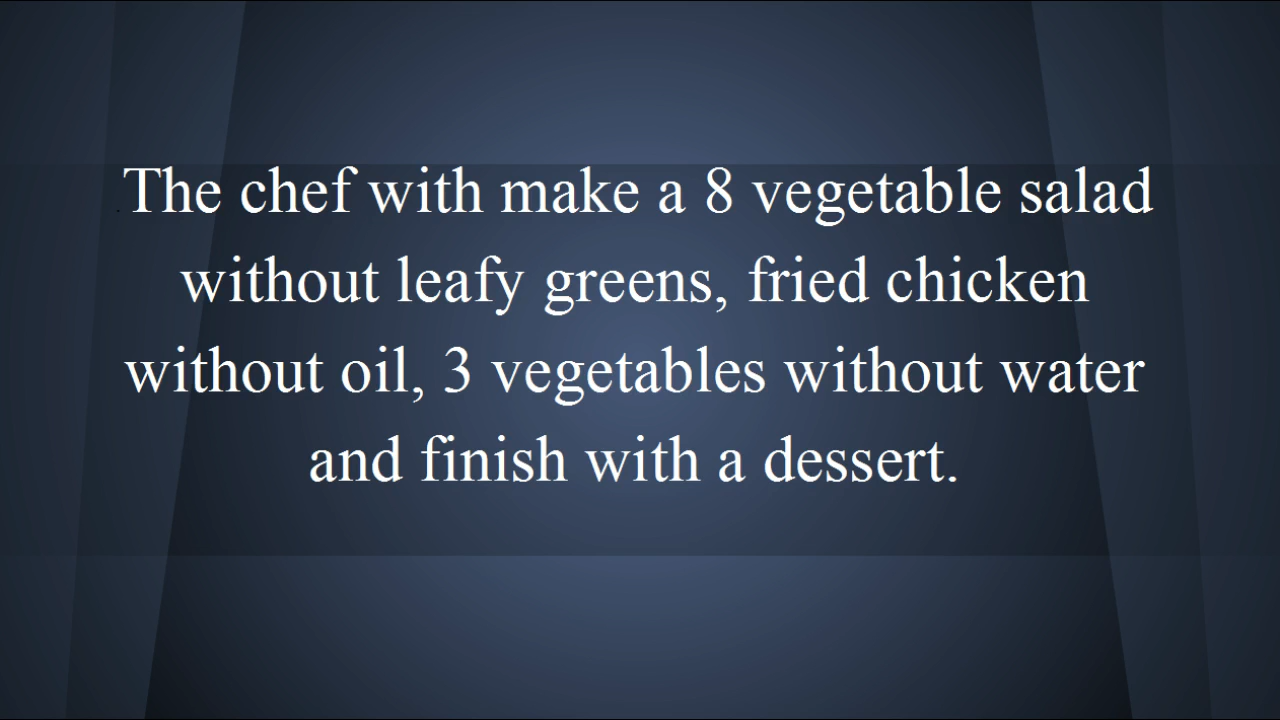 The chef with make a 8 vegetable salad
without leafy greens, fried chicken
without oil, 3 vegetables without water
and finish with a dessert.